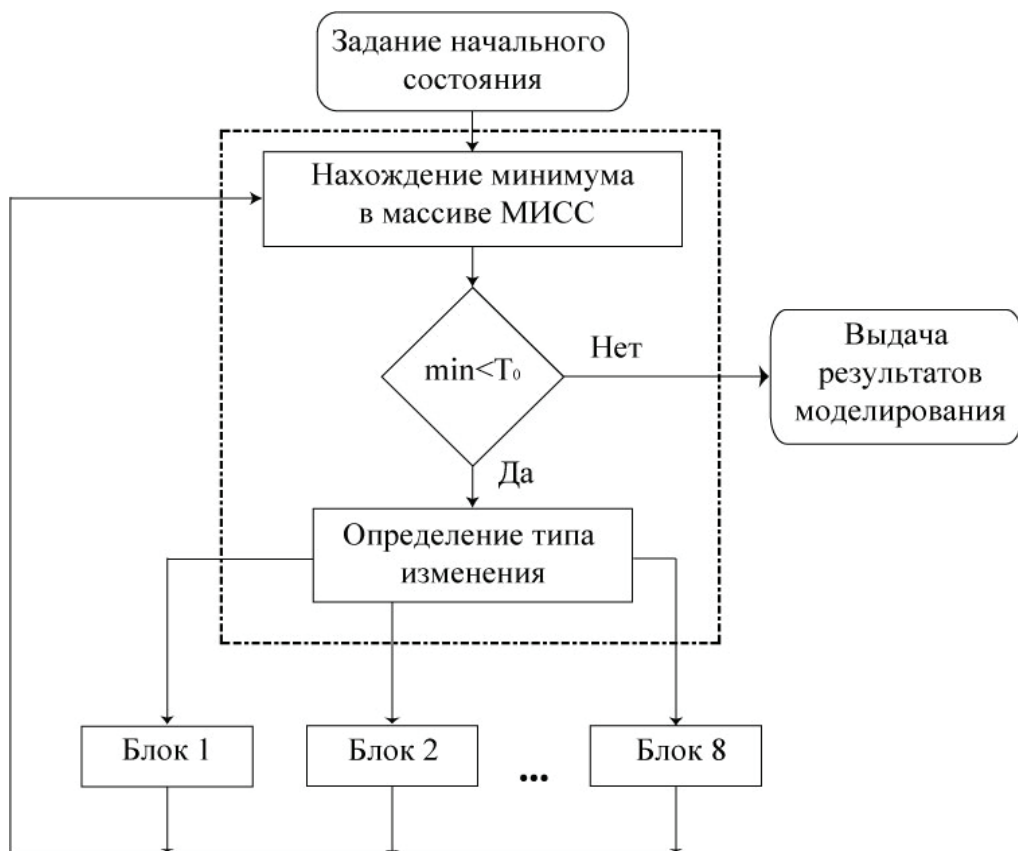 Задание начального
состояния
Нахождение минимума
в массиве МИСС
min<T₀
Нет
Выдача
результатов
моделирования
Да
Определение типа
изменения
Блок 1
Блок 2
...
Блок 8